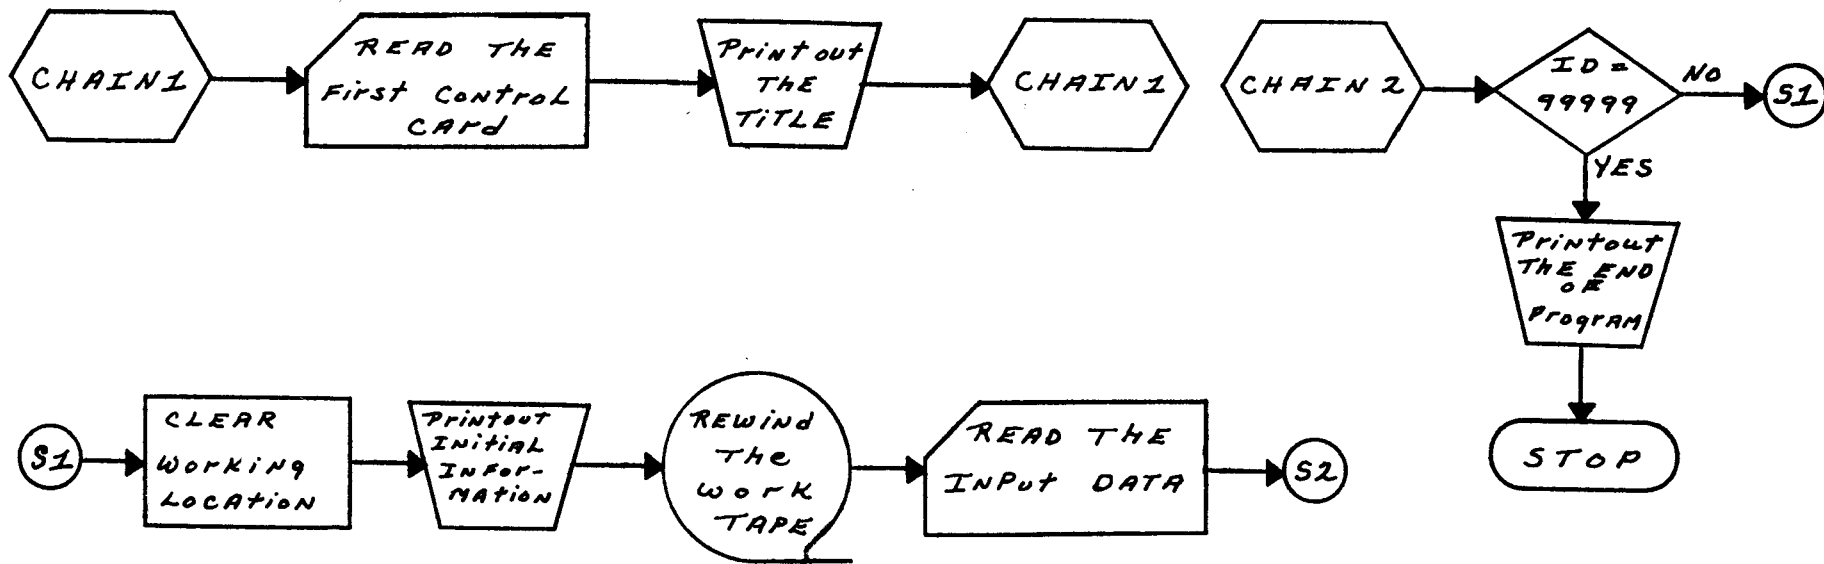 CHAIN1
READ THE
First CONtrOL
CArd
Printout
THE
TITLE
CHAIN1
CHAIN 2
ID =
99999
NO
S1
YES
Printout
THE END
OF
ProgrAM
STOP
S1
CLEAR
WORKING
LOCAtION
Printout
INitiAL
INFOr-
MAtION
REWind
The
WOrK
TAPE
READ THE
INPut DATA
S2